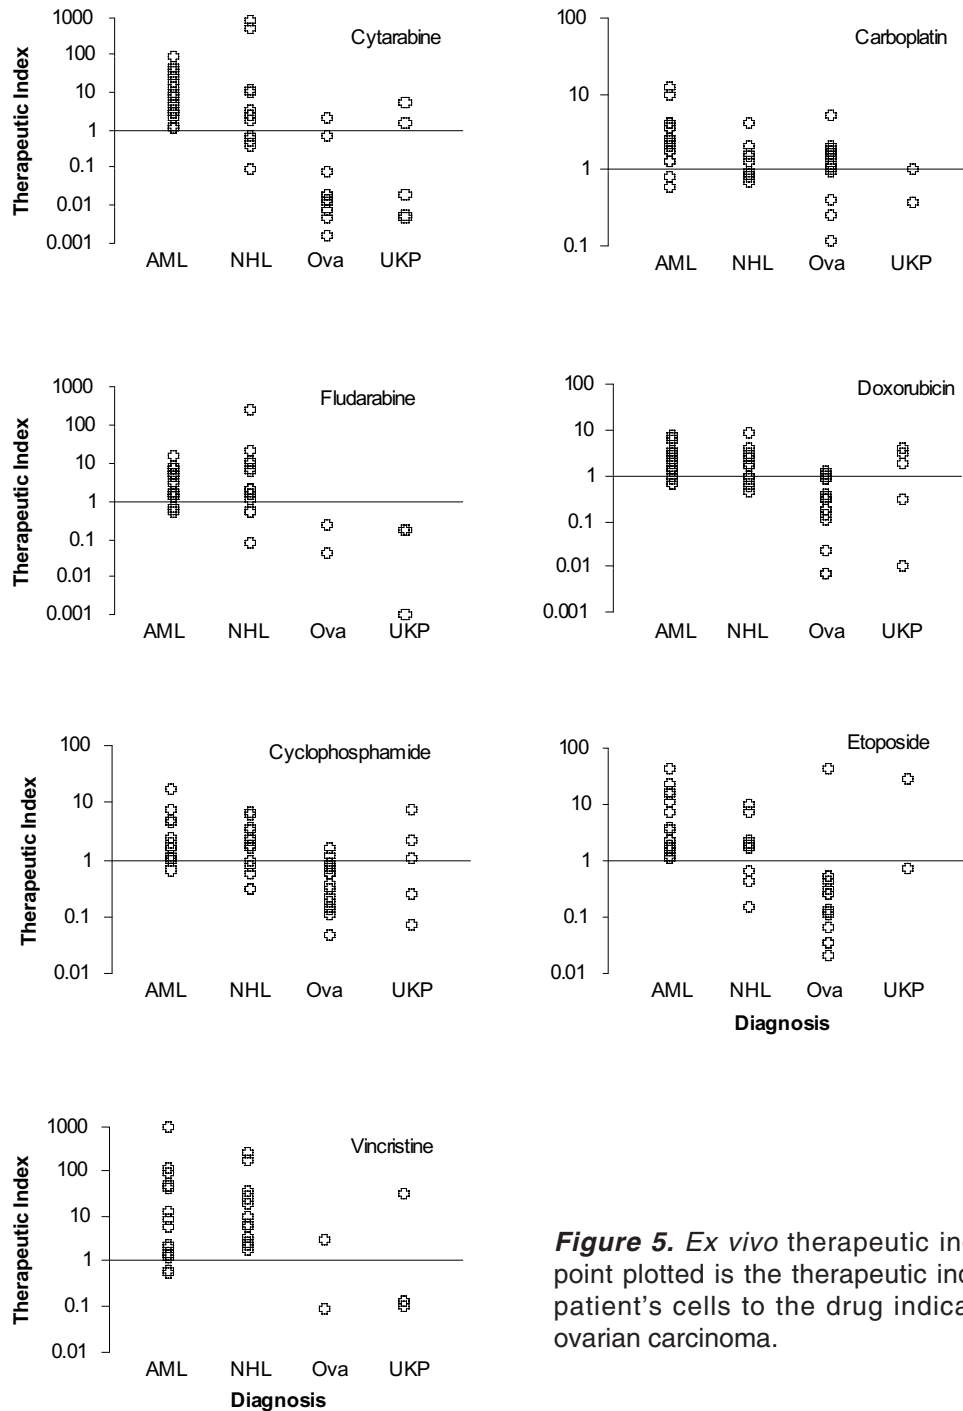 Cytarabine
Therapeutic Index
1000
100
10
1
0.1
0.01
0.001
AML NHL Ova UKP
Carboplatin
100
10
1
0.1
AML NHL Ova UKP
Fludarabine
Therapeutic Index
1000
100
10
1
0.1
0.01
0.001
AML NHL Ova UKP
Doxorubicin
100
10
1
0.1
0.01
0.001
AML NHL Ova UKP
Cyclophosphamide
Therapeutic Index
100
10
1
0.1
0.01
AML NHL Ova UKP
Etoposide
100
10
1
0.1
0.01
AML NHL Ova UKP
Diagnosis
Vincristine
Therapeutic Index
1000
100
10
1
0.1
0.01
AML NHL Ova UKP
Diagnosis
Figure 5. Ex vivo therapeutic in
point plotted is the therapeutic in
patient's cells to the drug indica
ovarian carcinoma.